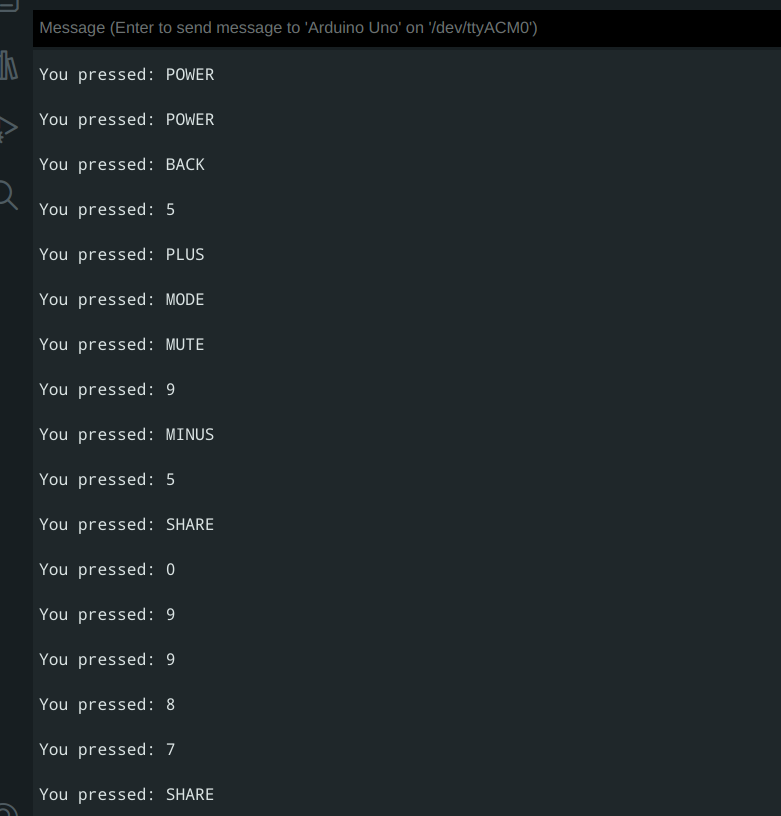 Message (Enter to send message to 'Arduino Uno' on '/dev/ttyACM0')
You pressed: POWER
You pressed: POWER
You pressed: BACK
You pressed: 5
You pressed: PLUS
You pressed: MODE
You pressed: MUTE
You pressed: 9
You pressed: MINUS
You pressed: 5
You pressed: SHARE
You pressed: 0
You pressed: 9
You pressed: 9
You pressed: 8
You pressed: 7
You pressed: SHARE